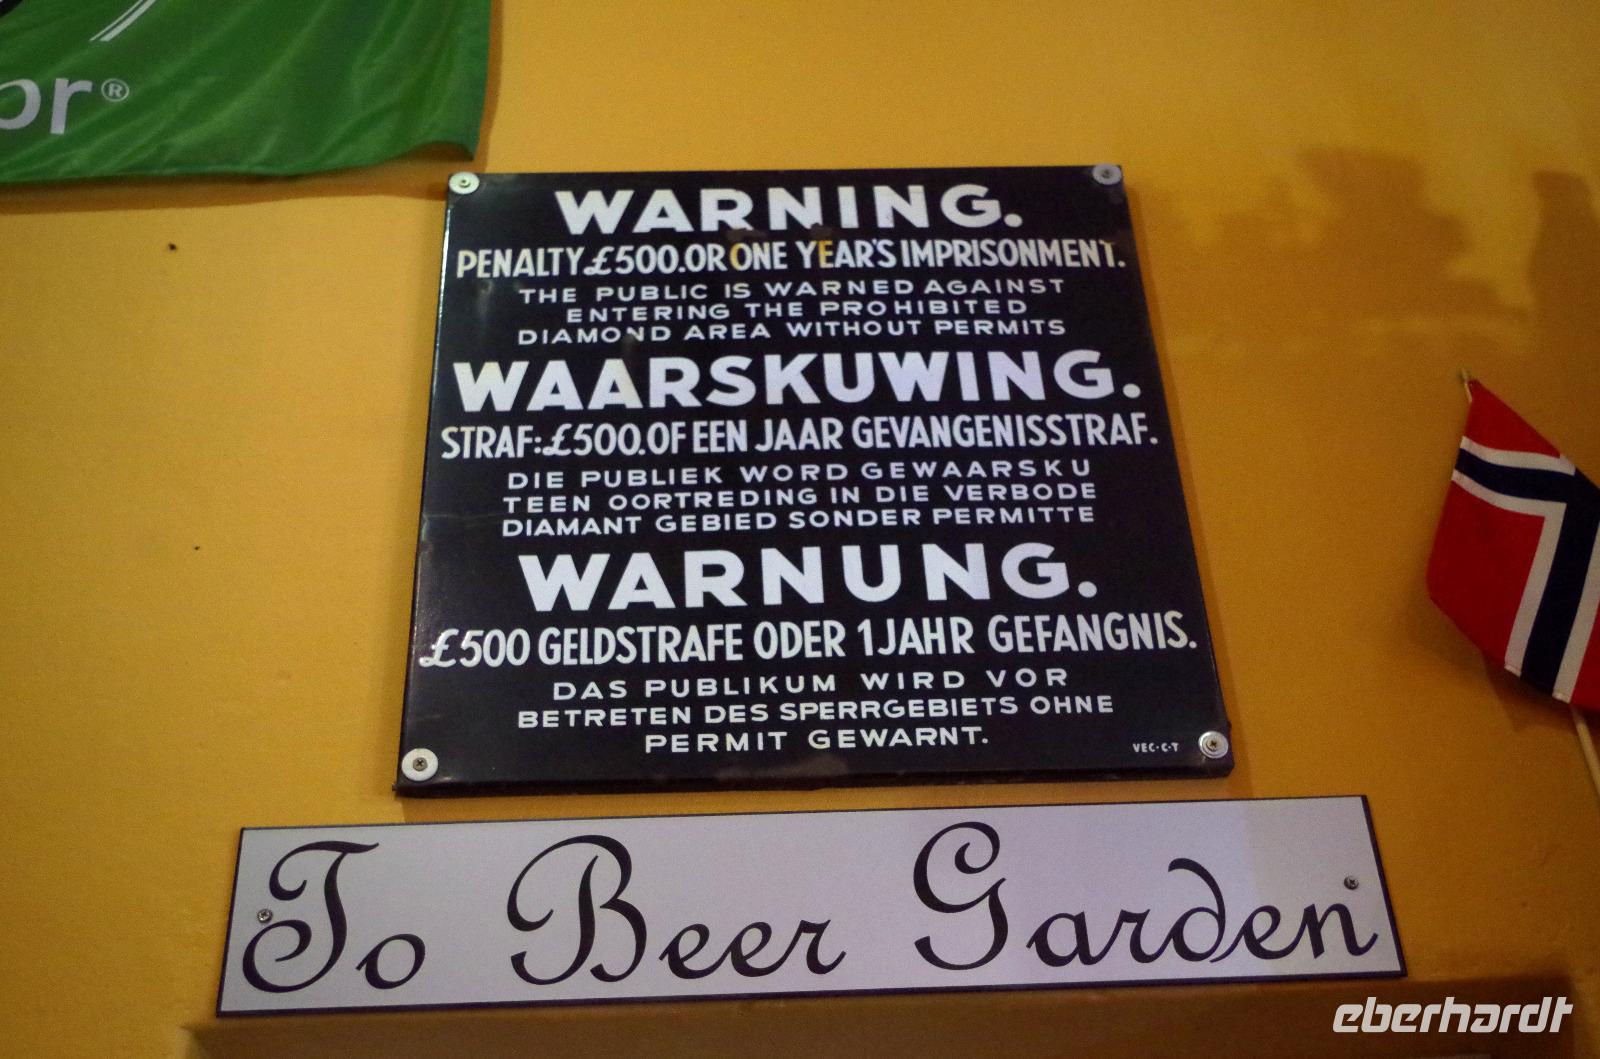 or®
WARNING.
PENALTY £500.OR ONE YEAR'S IMPRISONMENT.
THE PUBLIC IS WARNED AGAINST
ENTERING THE PROHIBITED
DIAMOND AREA WITHOUT PERMITS
WAARSKUWING.
STRAF:£500.OF EEN JAAR GEVANGENISSTRAF.
DIE PUBLIEK WORD GEWAARSKU
TEEN OORTREDING IN DIE VERBODE
DIAMANT GEBIED SONDER PERMITTE
WARNUNG.
£500 GELDSTRAFE ODER 1 JAHR GEFANGNIS.
DAS PUBLIKUM WIRD VOR
BETRETEN DES SPERRGEBIETS OHNE
PERMIT GEWARNT.
VEC·C·T
To Beer Garden
eberhardt